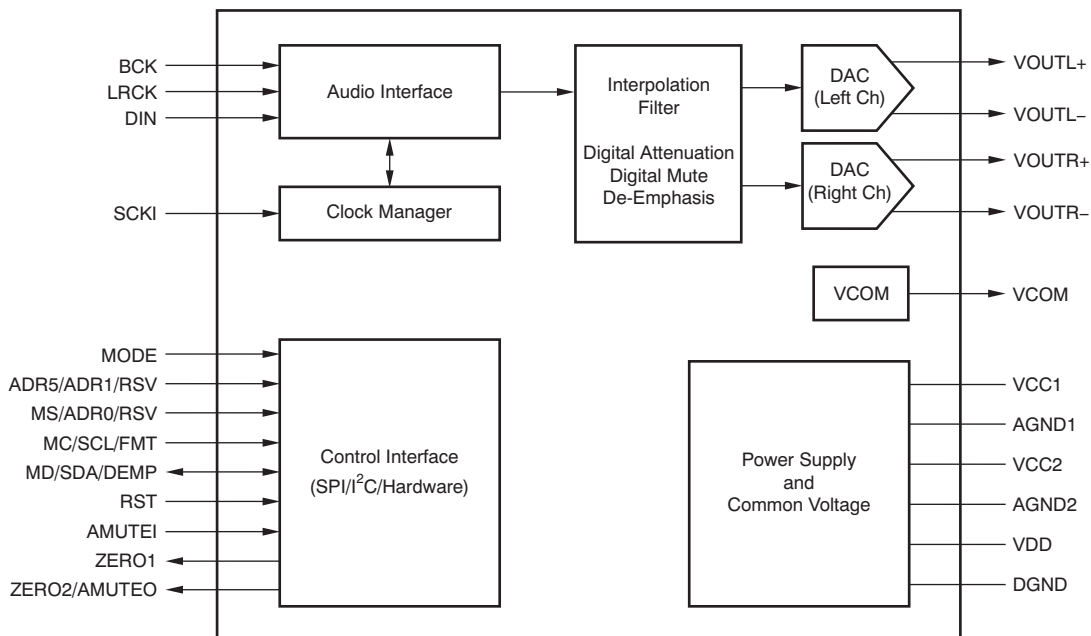 BCK
LRCK
DIN
SCKI
Audio Interface
Clock Manager
Interpolation
Filter
Digital Attenuation
Digital Mute
De-Emphasis
DAC
(Left Ch)
DAC
(Right Ch)
VOUTL+
VOUTL−
VOUTR+
VOUTR−
VCOM
VCOM
MODE
ADR5/ADR1/RSV
MS/ADR0/RSV
MC/SCL/FMT
MD/SDA/DEMP
RST
AMUTEI
ZERO1
ZERO2/AMUTEO
Control Interface
(SPI/I²C/Hardware)
Power Supply
and
Common Voltage
VCC1
AGND1
VCC2
AGND2
VDD
DGND